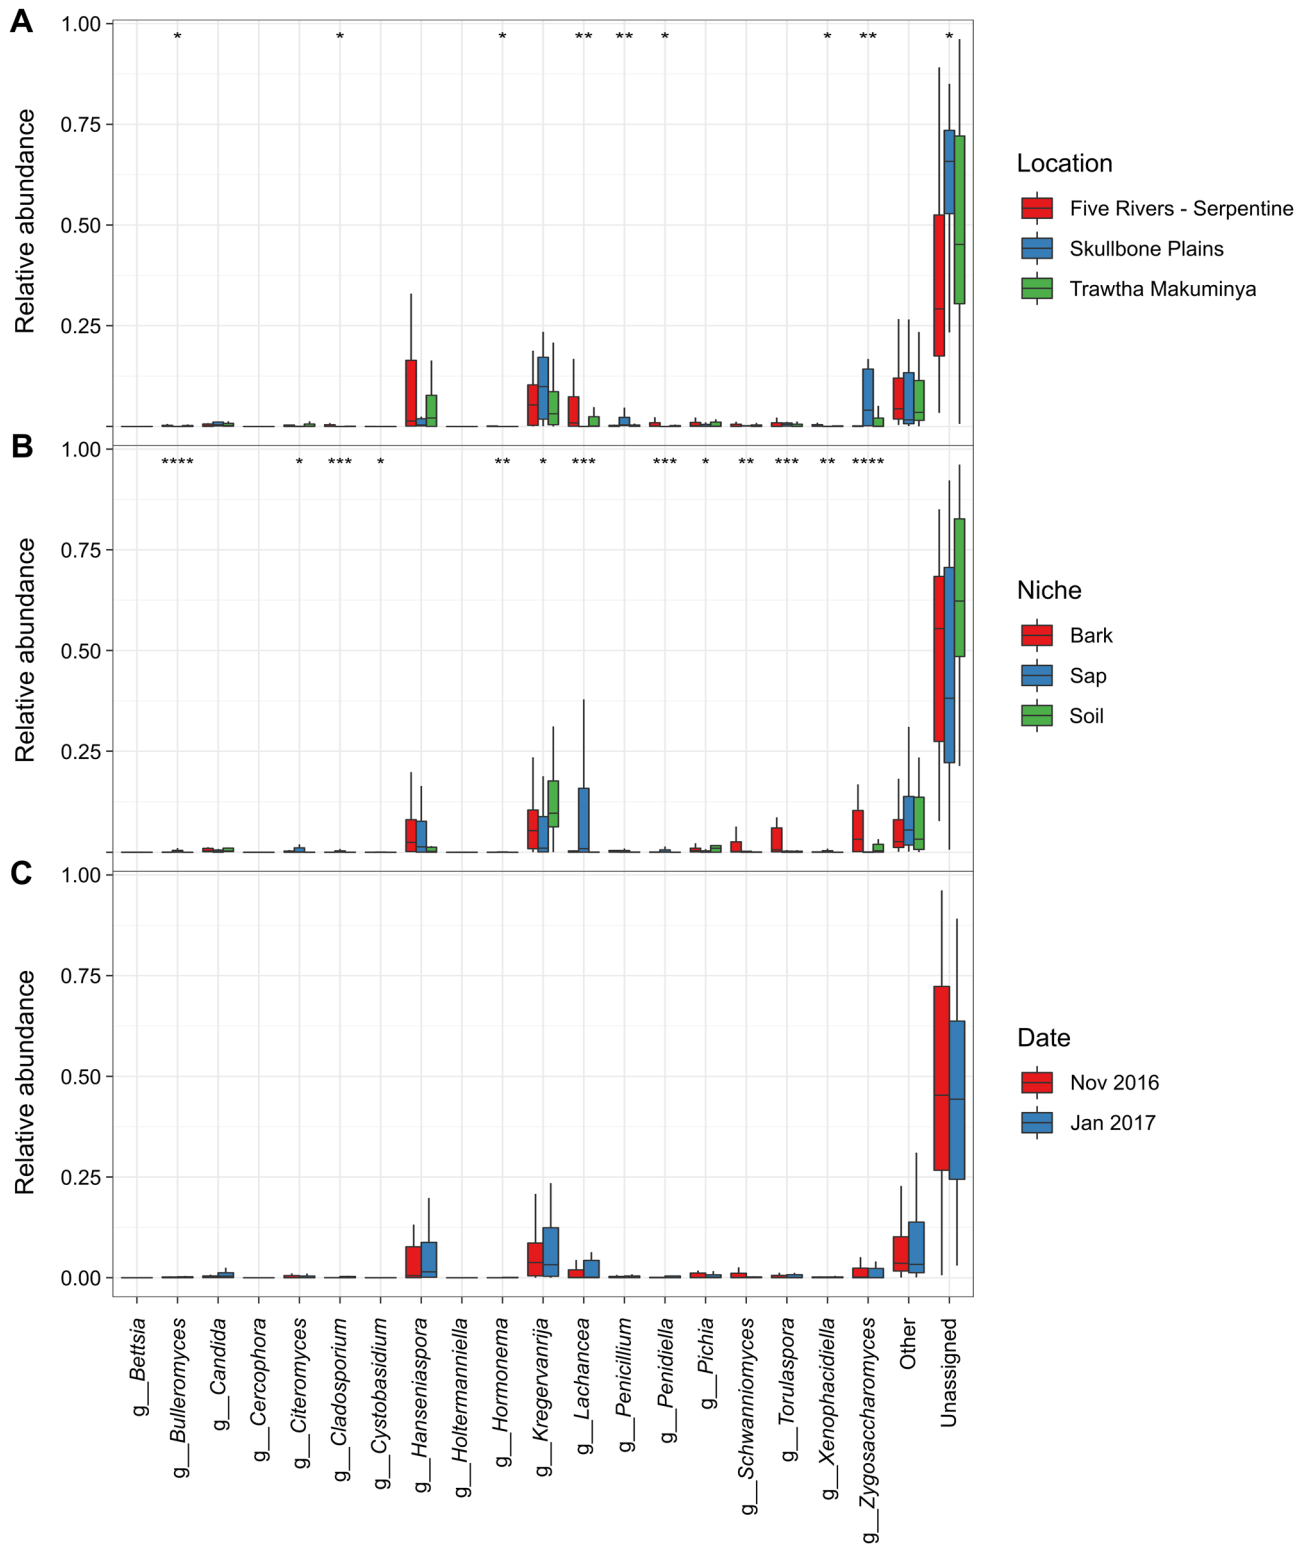 A
Relative abundance
1.00
0.75
0.50
0.25
* * * ** ** * * ** *
Location
Five Rivers - Serpentine
Skullbone Plains
Trawtha Makuminya
B
Relative abundance
1.00
0.75
0.50
0.25
**** * *** * ** * *** *** * ** *** ** ****
Niche
Bark
Sap
Soil
C
Relative abundance
1.00
0.75
0.50
0.25
0.00
Date
Nov 2016
Jan 2017
g__Bettsia
g__Bulleromyces
g__Candida
g__Cercophora
g__Citeromyces
g__Cladosporium
g__Cystobasidium
g__Hanseniaspora
g__Holtermanniella
g__Hormonema
g__Kregervanrija
g__Lachancea
g__Penicillium
g__Penidiella
g__Pichia
g__Schwanniomyces
g__Torulaspora
g__Xenophacidiella
g__Zygosaccharomyces
Other
Unassigned